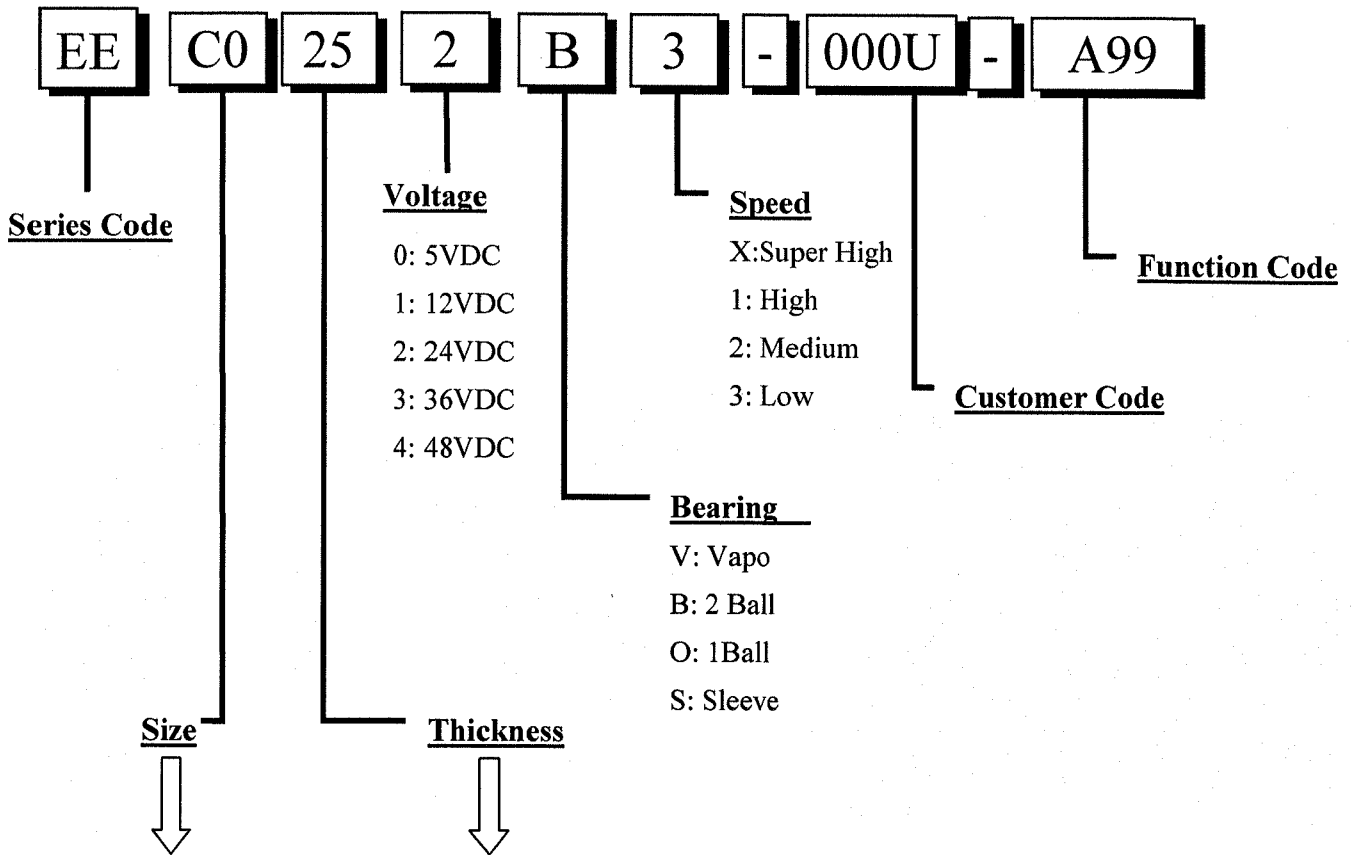 EE C0 25 2 B 3 - 000U - A99
Series Code
Voltage
0: 5VDC
1: 12VDC
2: 24VDC
3: 36VDC
4: 48VDC
Speed
X:Super High
1: High
2: Medium
3: Low
Function Code
Customer Code
Bearing
V: Vapo
B: 2 Ball
O: 1Ball
S: Sleeve
Size
Thickness